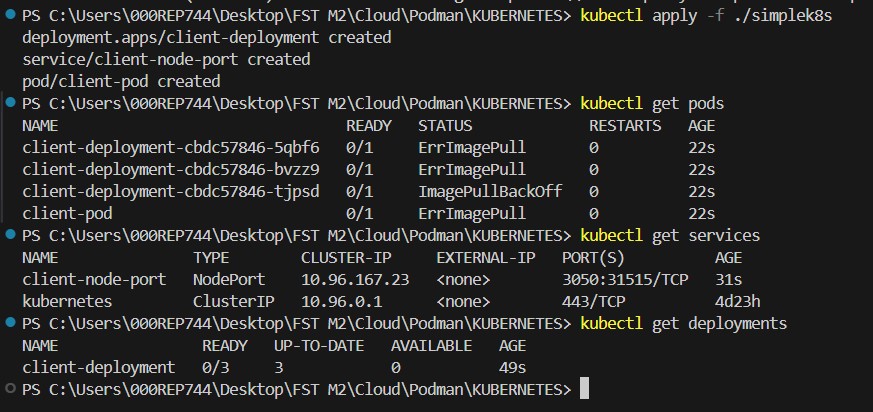 PS C:\Users\000REP744\Desktop\FST M2\Cloud\Podman\KUBERNETES> kubectl apply -f ./simplek8s
deployment.apps/client-deployment created
service/client-node-port created
pod/client-pod created
PS C:\Users\000REP744\Desktop\FST M2\Cloud\Podman\KUBERNETES> kubectl get pods
NAME READY STATUS RESTARTS AGE
client-deployment-cbdc57846-5qbf6 0/1 ErrImagePull 0 22s
client-deployment-cbdc57846-bvzz9 0/1 ErrImagePull 0 22s
client-deployment-cbdc57846-tjpsd 0/1 ImagePullBackOff 0 22s
client-pod 0/1 ErrImagePull 0 22s
PS C:\Users\000REP744\Desktop\FST M2\Cloud\Podman\KUBERNETES> kubectl get services
NAME TYPE CLUSTER-IP EXTERNAL-IP PORT(S) AGE
client-node-port NodePort 10.96.167.23 <none> 3050:31515/TCP 31s
kubernetes ClusterIP 10.96.0.1 <none> 443/TCP 4d23h
PS C:\Users\000REP744\Desktop\FST M2\Cloud\Podman\KUBERNETES> kubectl get deployments
NAME READY UP-TO-DATE AVAILABLE AGE
client-deployment 0/3 3 0 49s
PS C:\Users\000REP744\Desktop\FST M2\Cloud\Podman\KUBERNETES>